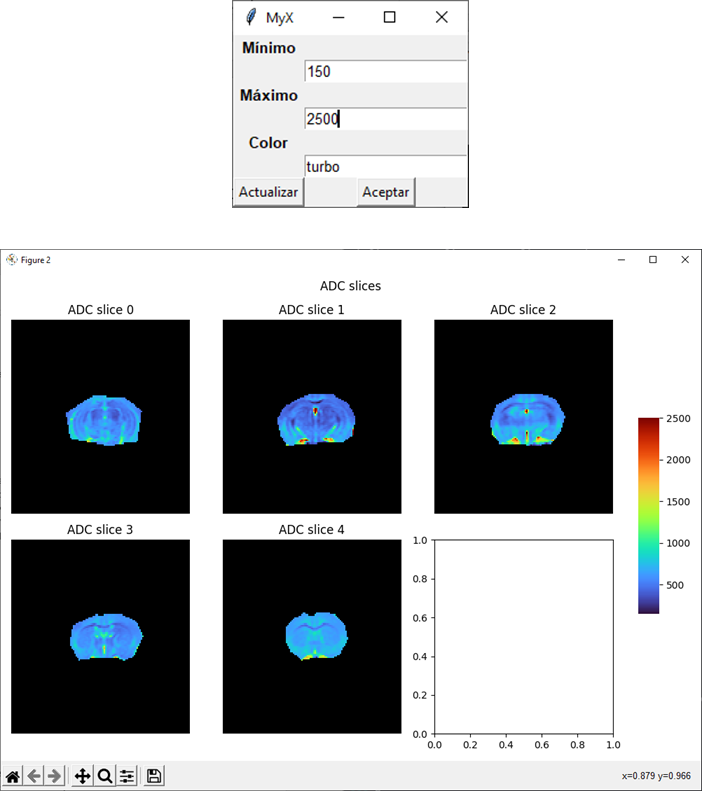 MyX
Mínimo
150
Máximo
2500
Color
turbo
Actualizar Aceptar
Figure 2
ADC slices
ADC slice 0 ADC slice 1 ADC slice 2
2500
2000
1500
1000
500
ADC slice 3 ADC slice 4
1.0
0.8
0.6
0.4
0.2
0.0
0.0 0.2 0.4 0.6 0.8 1.0
x=0.879 y=0.966